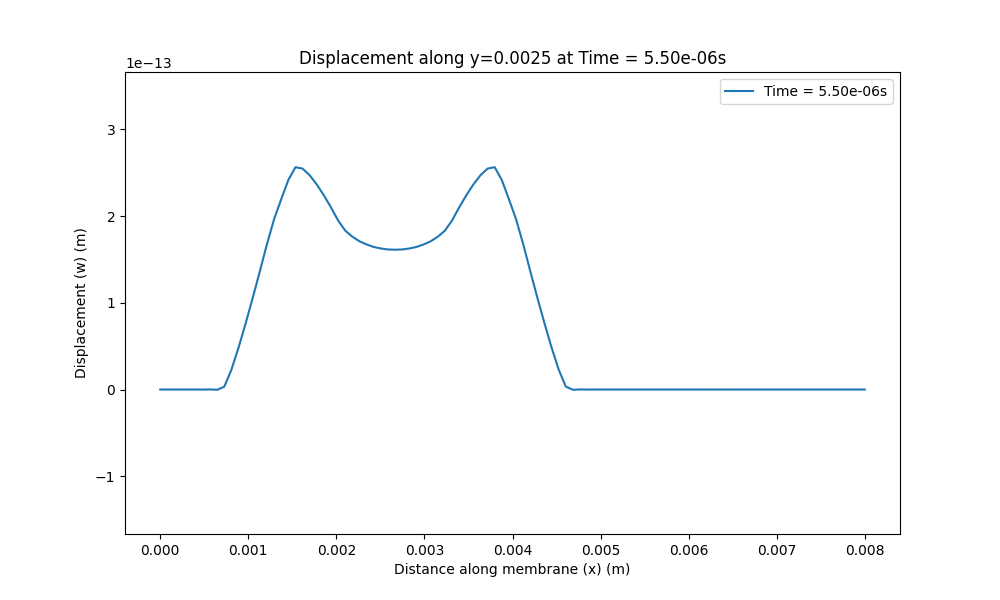 Displacement along y=0.0025 at Time = 5.50e-06s
1e−13
Time = 5.50e-06s
3
2
1
0
−1
Displacement (w) (m)
0.000 0.001 0.002 0.003 0.004 0.005 0.006 0.007 0.008
Distance along membrane (x) (m)